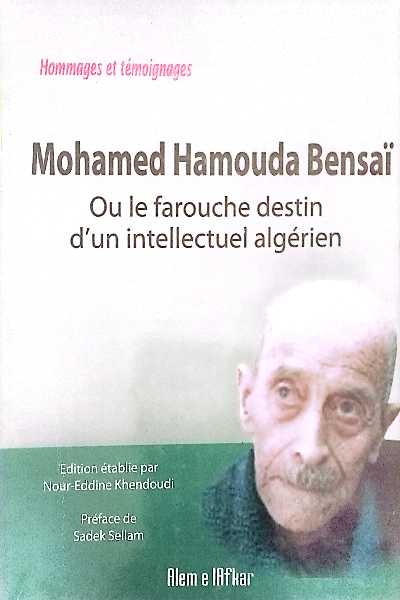 Hommages et témoignages
Mohamed Hamouda Bensaï
Ou le farouche destin
d'un intellectuel algérien
Edition établie par
Nour-Eddine Khendoudi
Préface de
Sadek Sellam
Alem e lAfkar